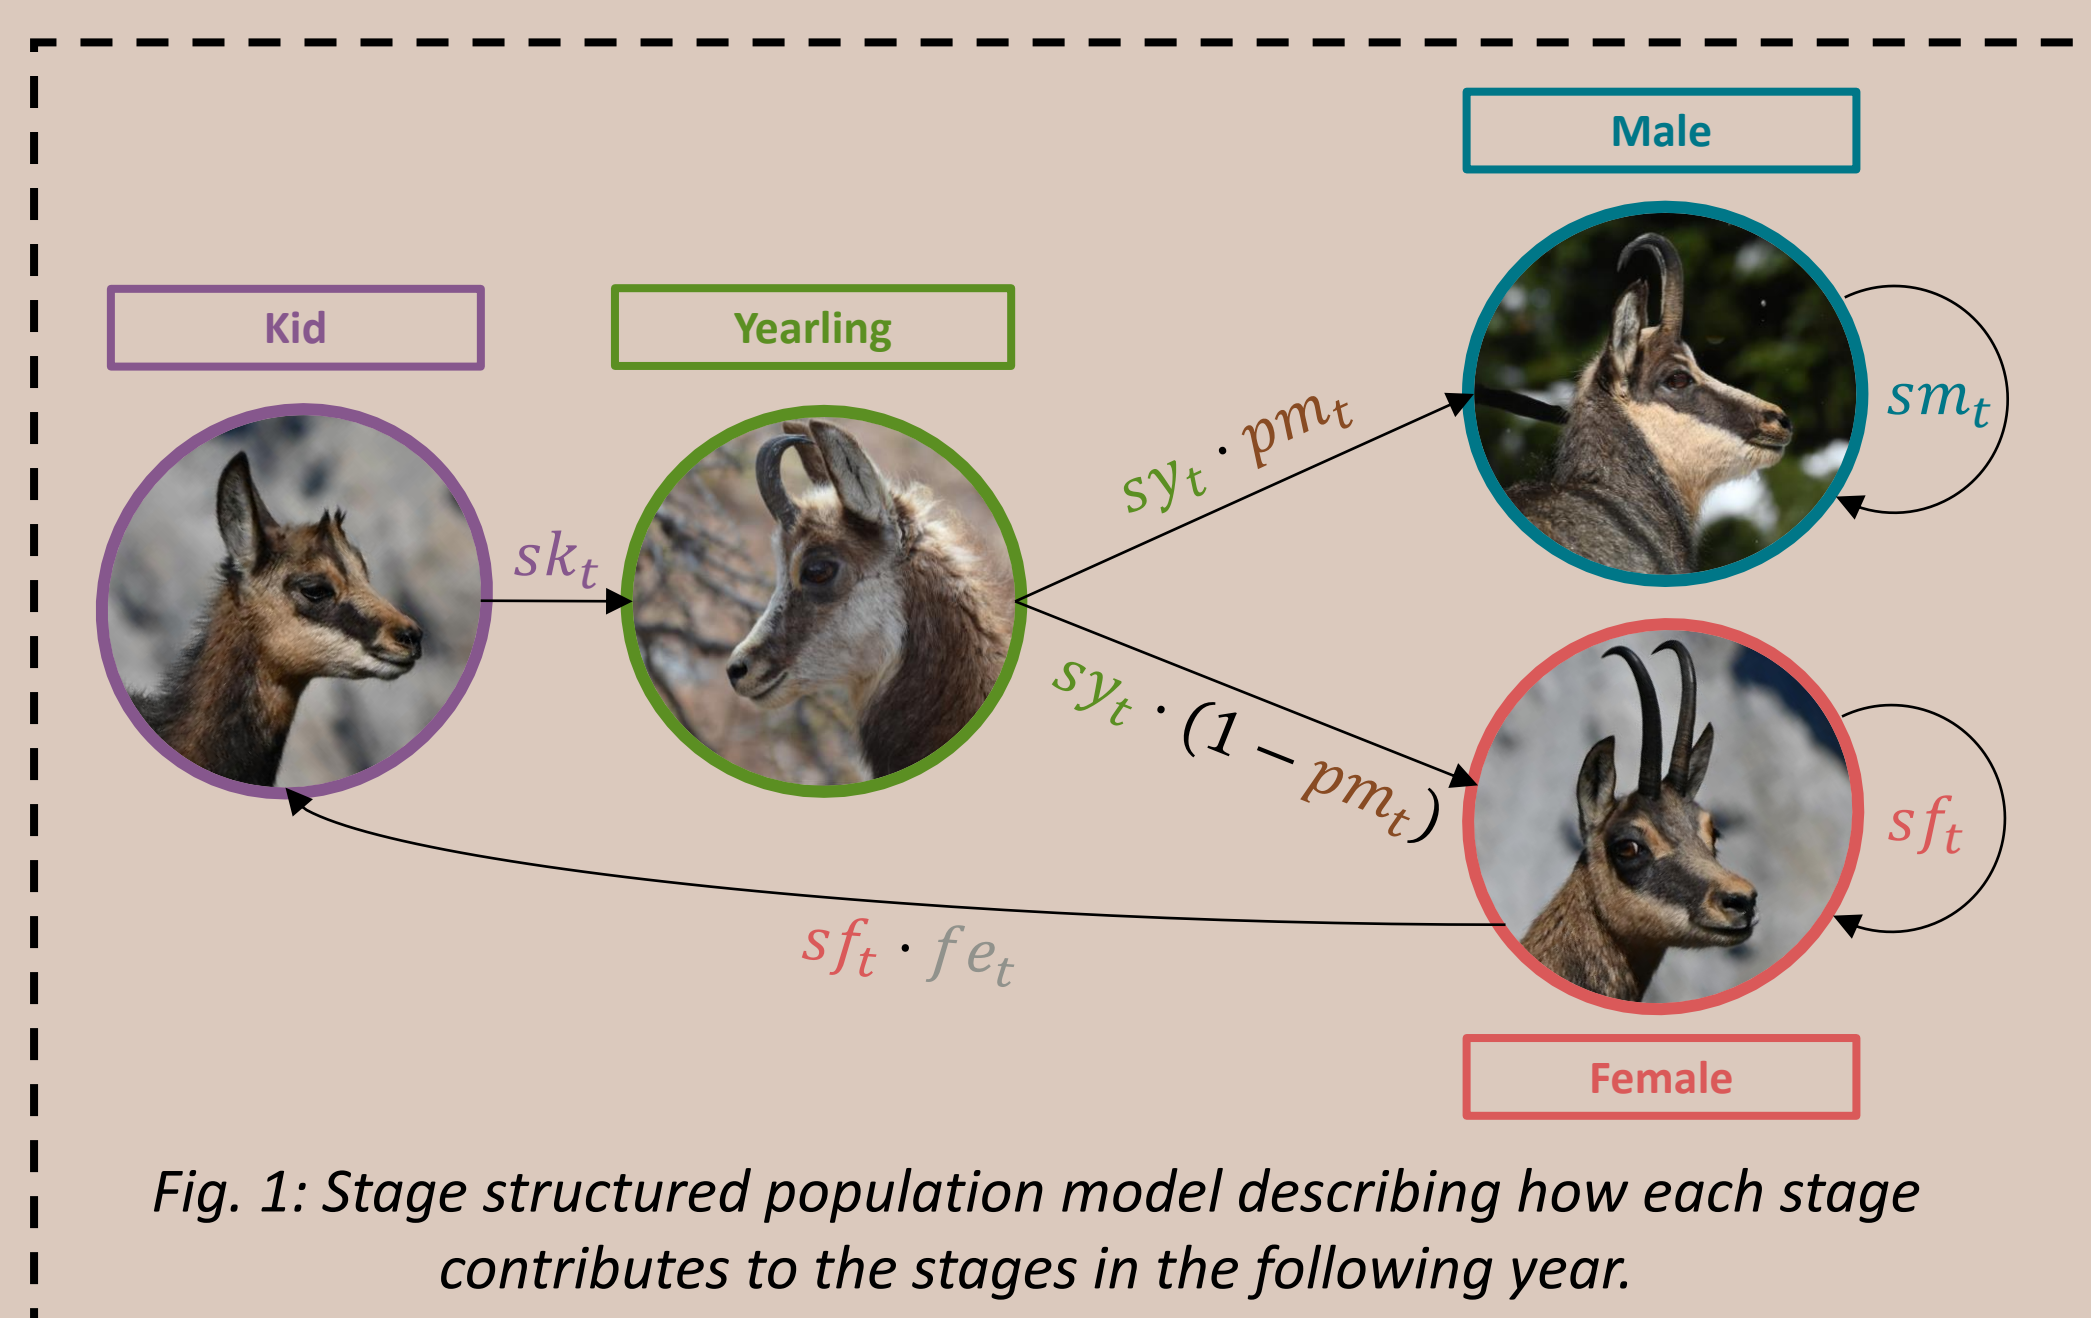 Male
Kid
Yearling
sy_t · pm_t
sm_t
sk_t
sy_t · (1 − pm_t)
sf_t
sf_t · fe_t
Female
Fig. 1: Stage structured population model describing how each stage
contributes to the stages in the following year.